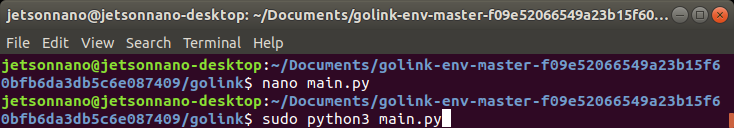 jetsonnano@jetsonnano-desktop: ~/Documents/golink-env-master-f09e52066549a23b15f60...
File Edit View Search Terminal Help
jetsonnano@jetsonnano-desktop:~/Documents/golink-env-master-f09e52066549a23b15f6
0bfb6da3db5c6e087409/golink$ nano main.py
jetsonnano@jetsonnano-desktop:~/Documents/golink-env-master-f09e52066549a23b15f6
0bfb6da3db5c6e087409/golink$ sudo python3 main.py